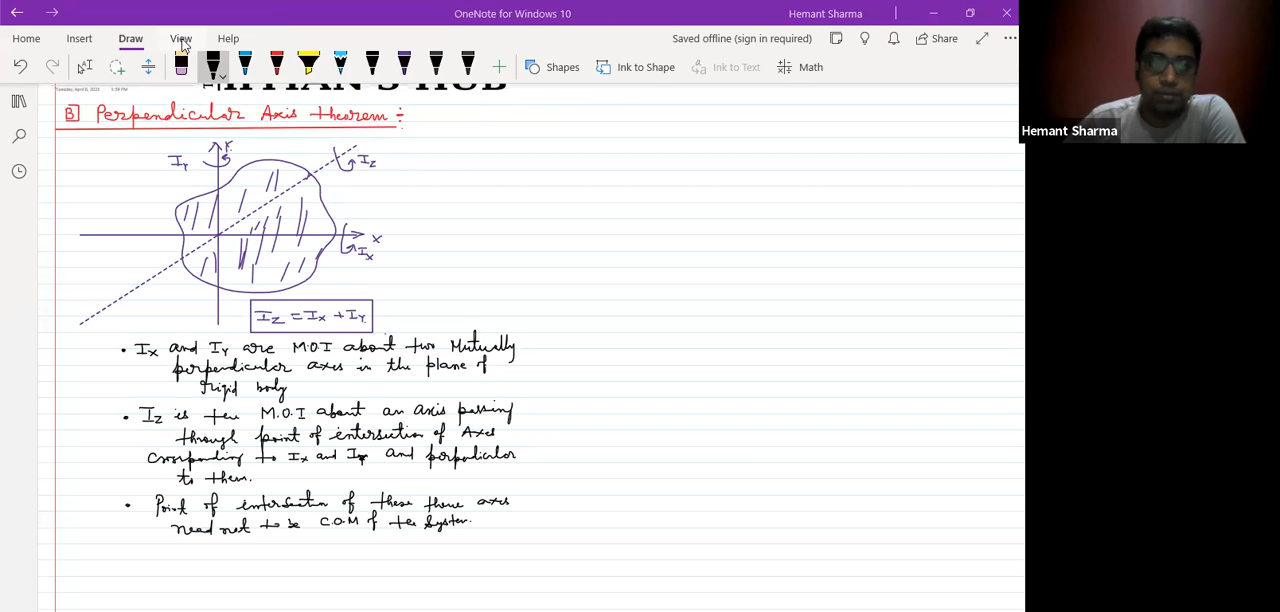 OneNote for Windows 10
Hemant Sharma
Home Insert Draw View Help
Saved offline (sign in required)
Share
Shapes
Ink to Shape
Ink to Text
Math
HUB
B] Perpendicular Axis theorem :-
Iy
Iz
x
Ix
Iz = Ix + Iy
• Ix and Iy are M.O.I about two Mutually
perpendicular axes in the plane of
rigid body
• Iz is the M.O.I about an axis passing
through point of intersection of Axes
corresponding to Ix and Iy and perpendicular
to them.
• Point of intersection of these three axis
need not to be C.O.M of the System.
Hemant Sharma